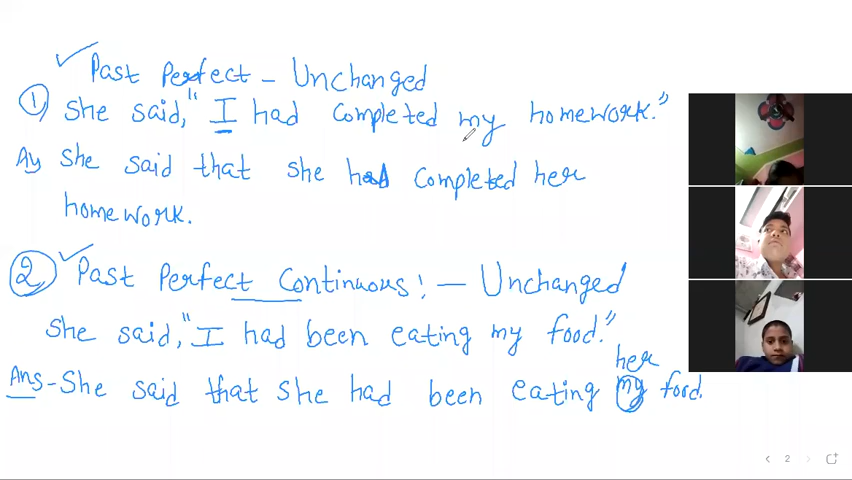 Past Perfect - Unchanged
① She said, "I had completed my homework."
Ay She said that she had completed her
homework.
② Past Perfect Continuous! - Unchanged
She said, "I had been eating my food."
her
Ans - She said that she had been eating my food.
2